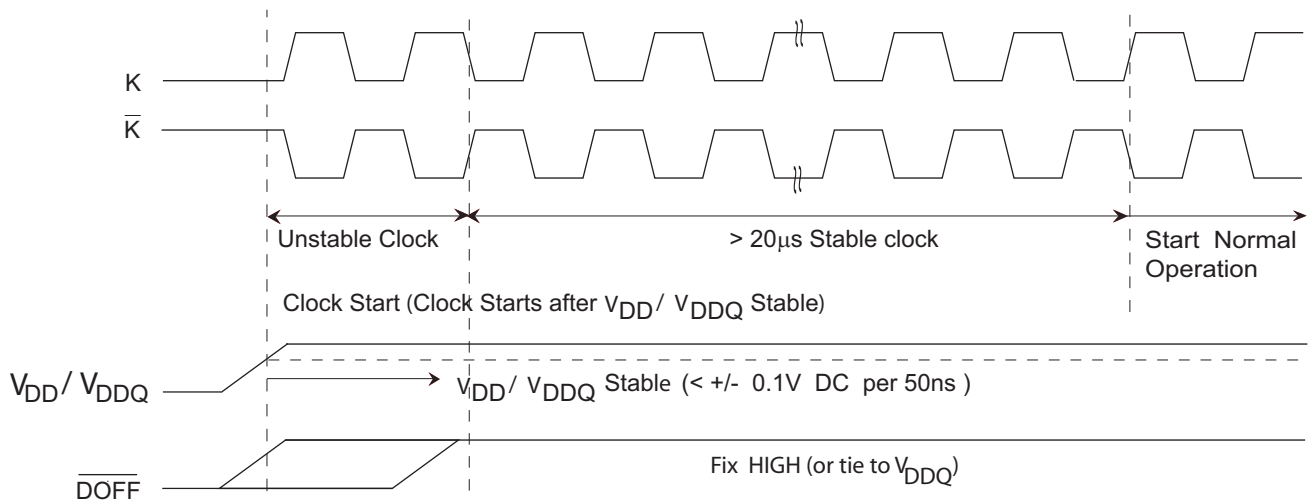 K
K̅
Unstable Clock
> 20μs Stable clock
Start Normal
Operation
Clock Start (Clock Starts after VDD / VDDQ Stable)
VDD / VDDQ
VDD / VDDQ Stable (< +/- 0.1V DC per 50ns )
Fix HIGH (or tie to VDDQ)
D̅O̅F̅F̅